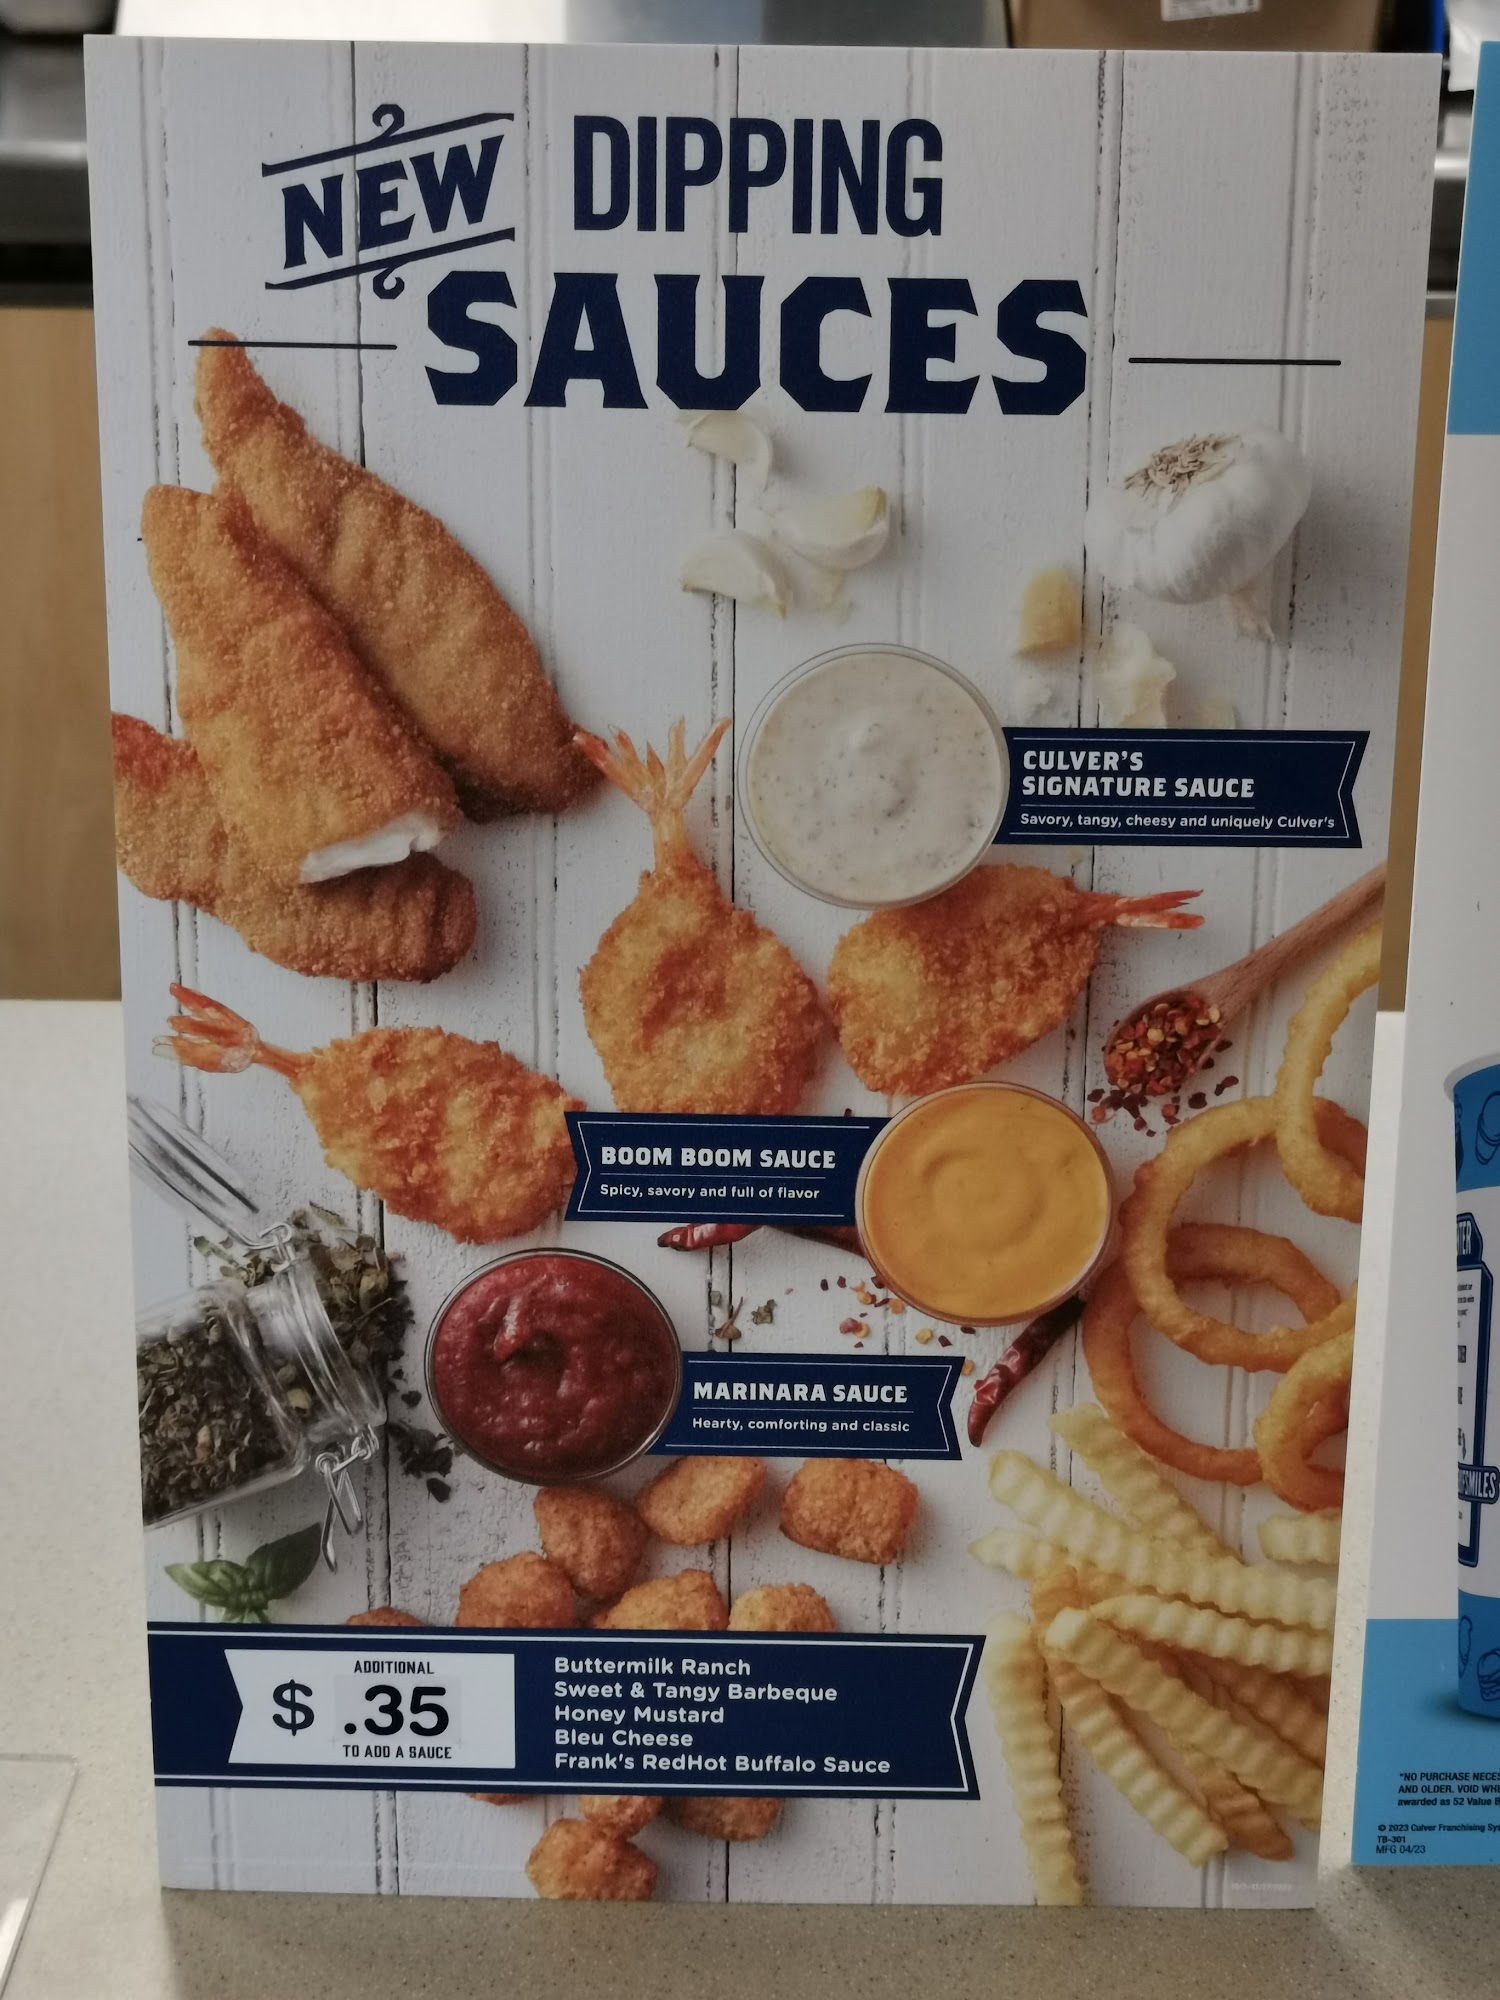 NEW DIPPING
SAUCES
CULVER'S
SIGNATURE SAUCE
Savory, tangy, cheesy and uniquely Culver's
BOOM BOOM SAUCE
Spicy, savory and full of flavor
MARINARA SAUCE
Hearty, comforting and classic
ADDITIONAL
$ .35
TO ADD A SAUCE
Buttermilk Ranch
Sweet & Tangy Barbeque
Honey Mustard
Bleu Cheese
Frank's RedHot Buffalo Sauce
*NO PURCHASE
AND OLDER. VOID
awarded as 52 Value
© 2023 Culver Franchising
TB-301
MFG 04/23